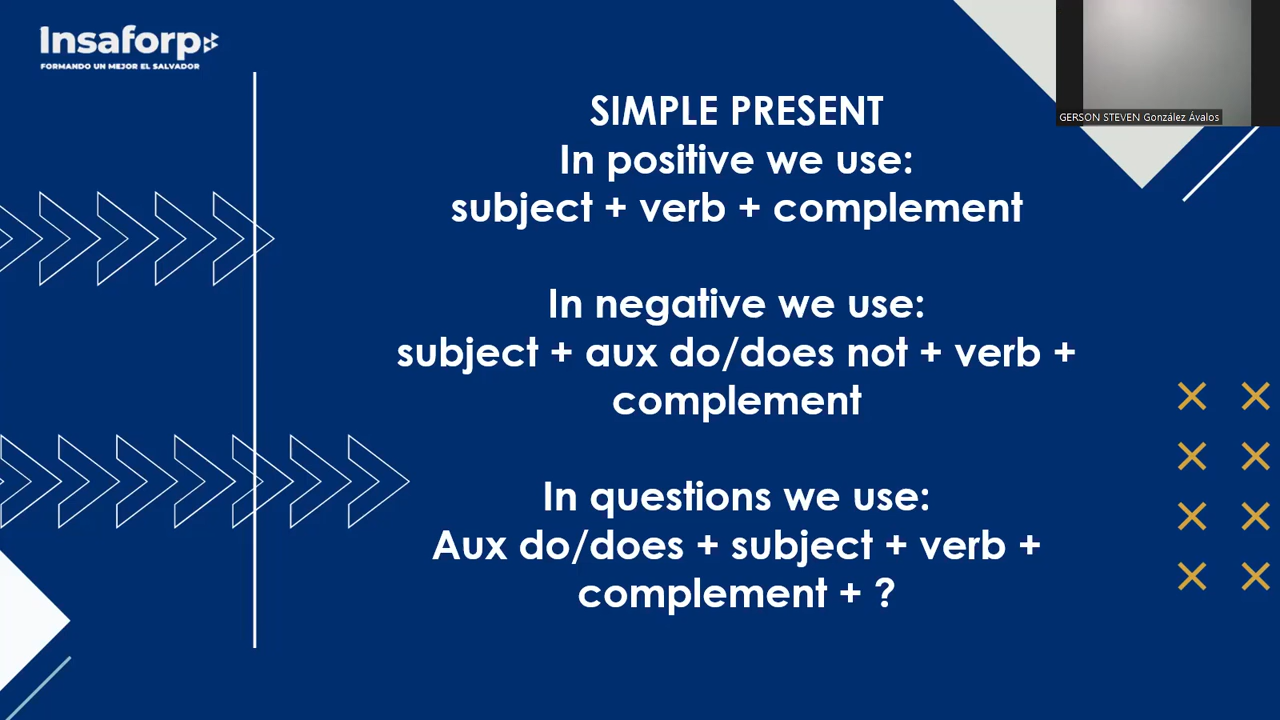 Insaforp
FORMANDO UN MEJOR EL SALVADOR
SIMPLE PRESENT
In positive we use:
subject + verb + complement
In negative we use:
subject + aux do/does not + verb +
complement
In questions we use:
Aux do/does + subject + verb +
complement + ?
GERSON STEVEN González Ávalos